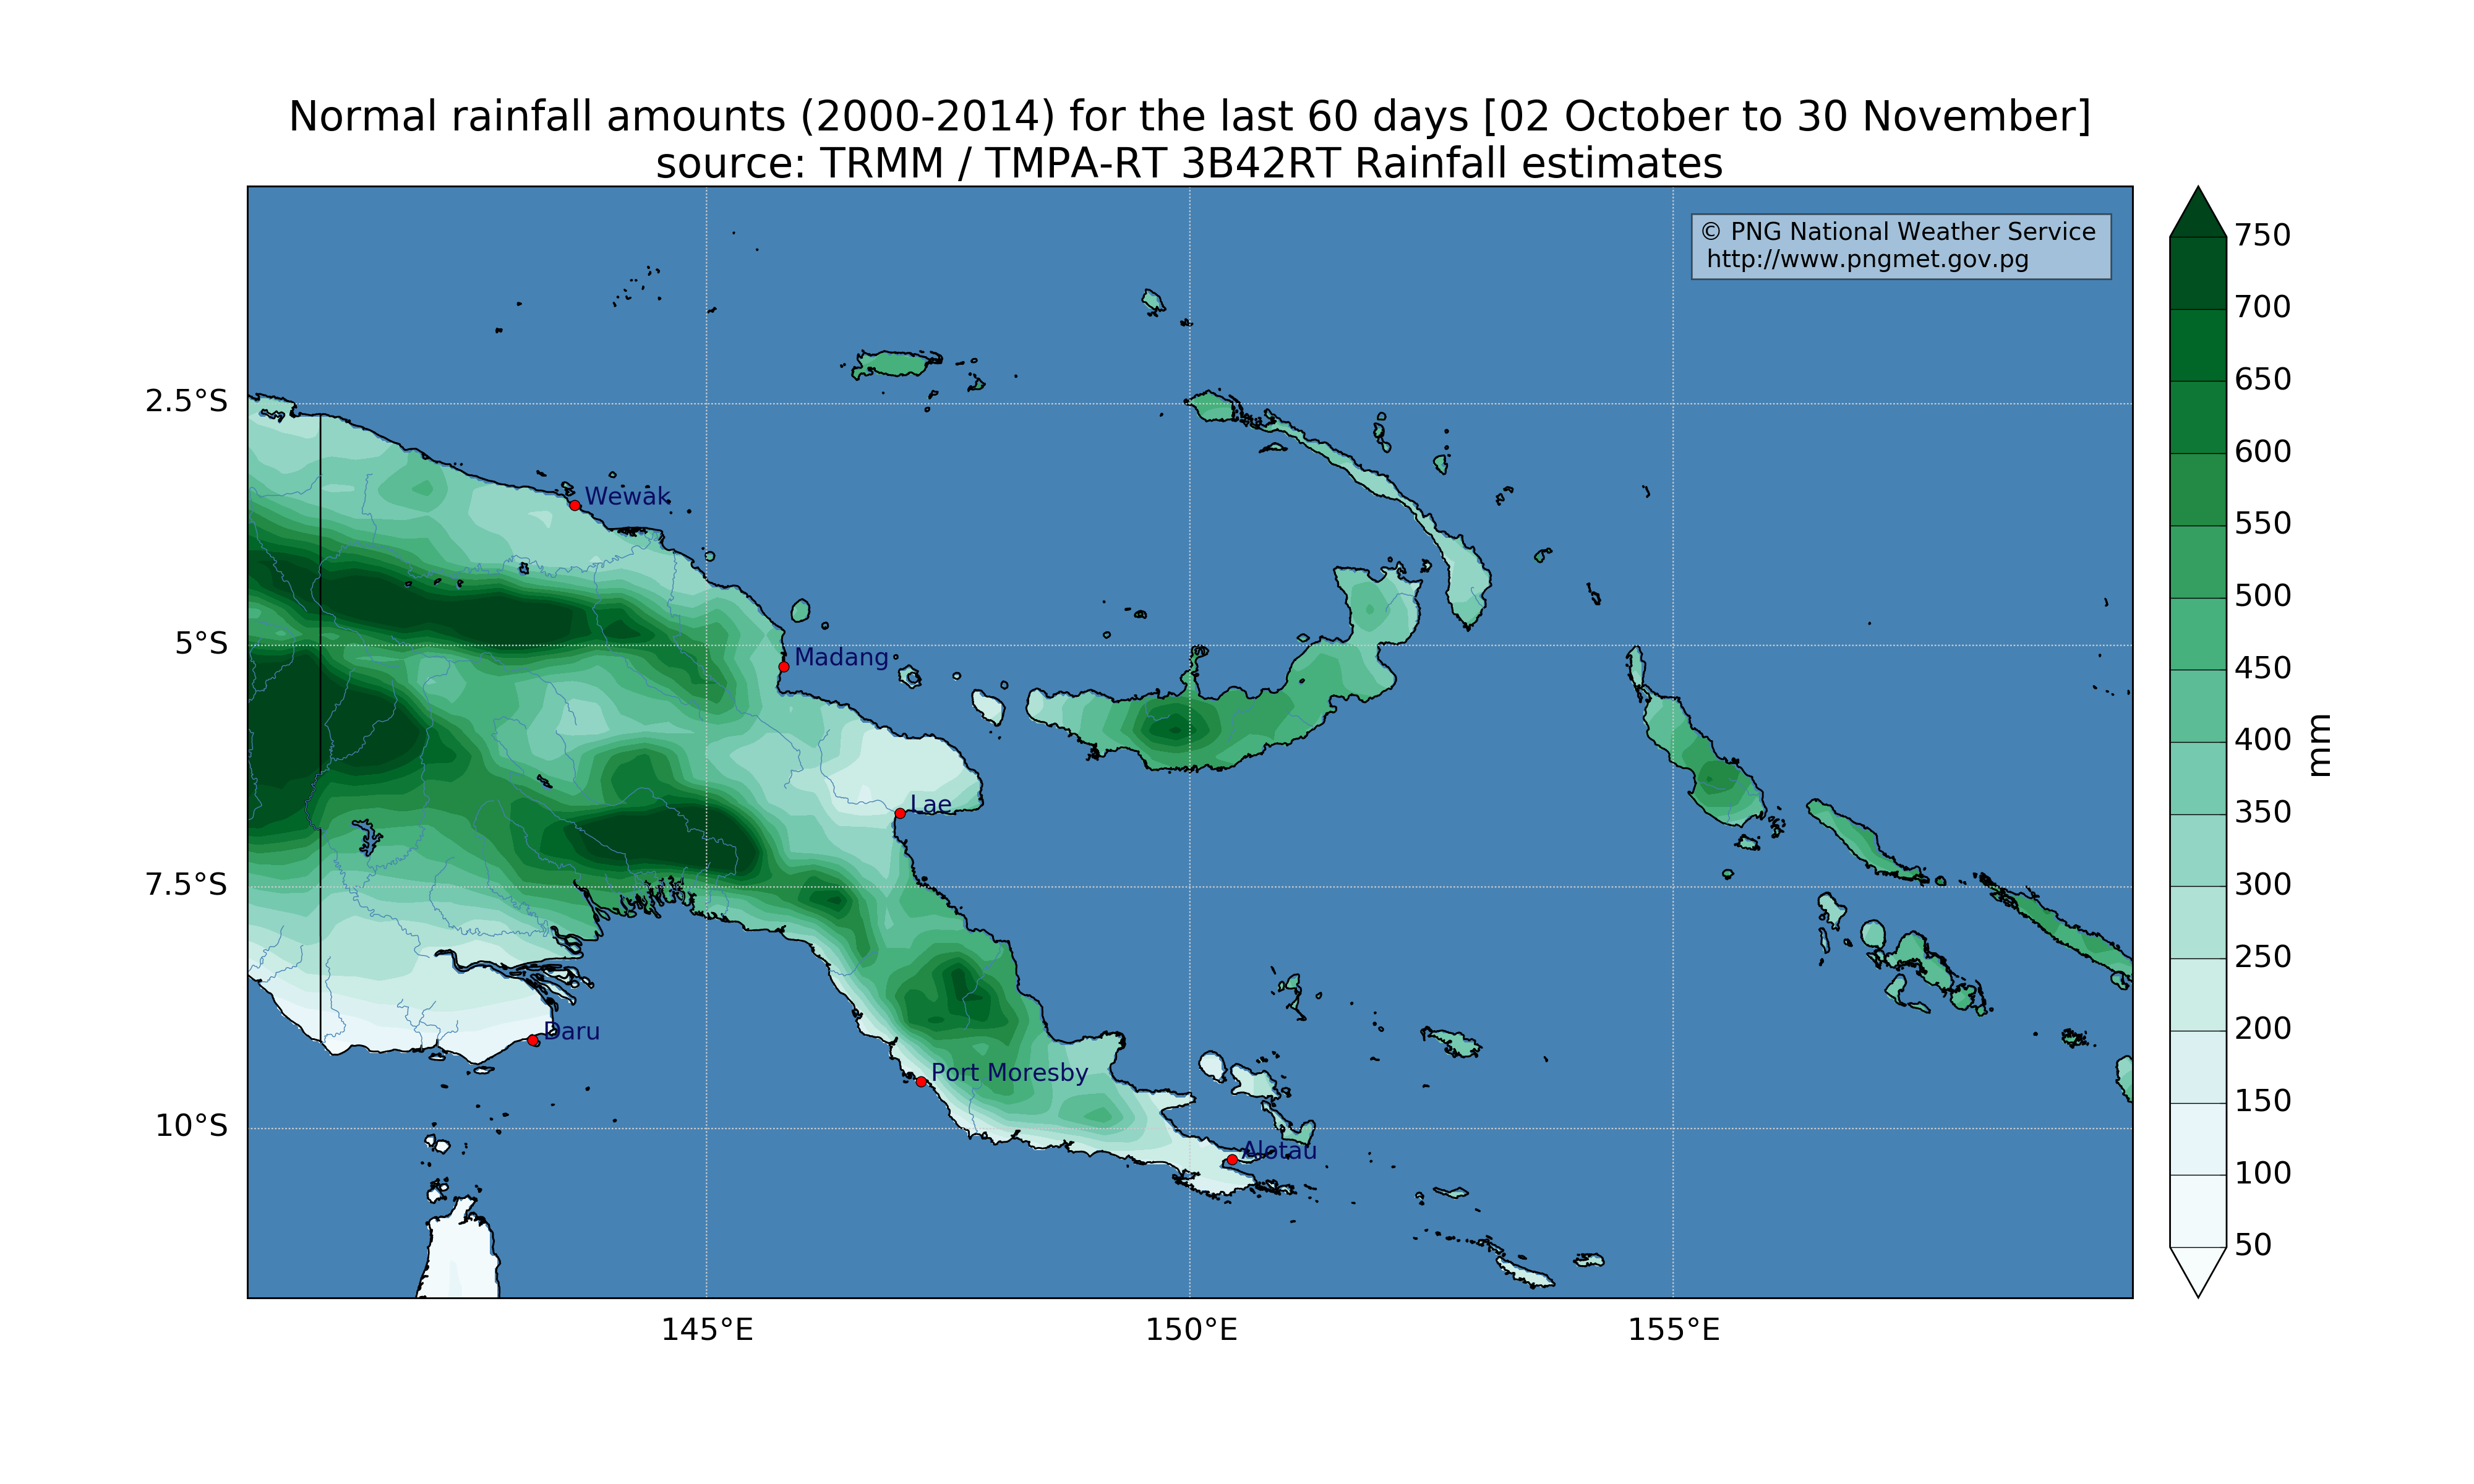 Normal rainfall amounts (2000-2014) for the last 60 days [02 October to 30 November]
source: TRMM / TMPA-RT 3B42RT Rainfall estimates
© PNG National Weather Service
http://www.pngmet.gov.pg
2.5°S
5°S
7.5°S
10°S
145°E
150°E
155°E
Wewak
Madang
Lae
Daru
Port Moresby
Alotau
750
700
650
600
550
500
450
400
350
300
250
200
150
100
50
mm